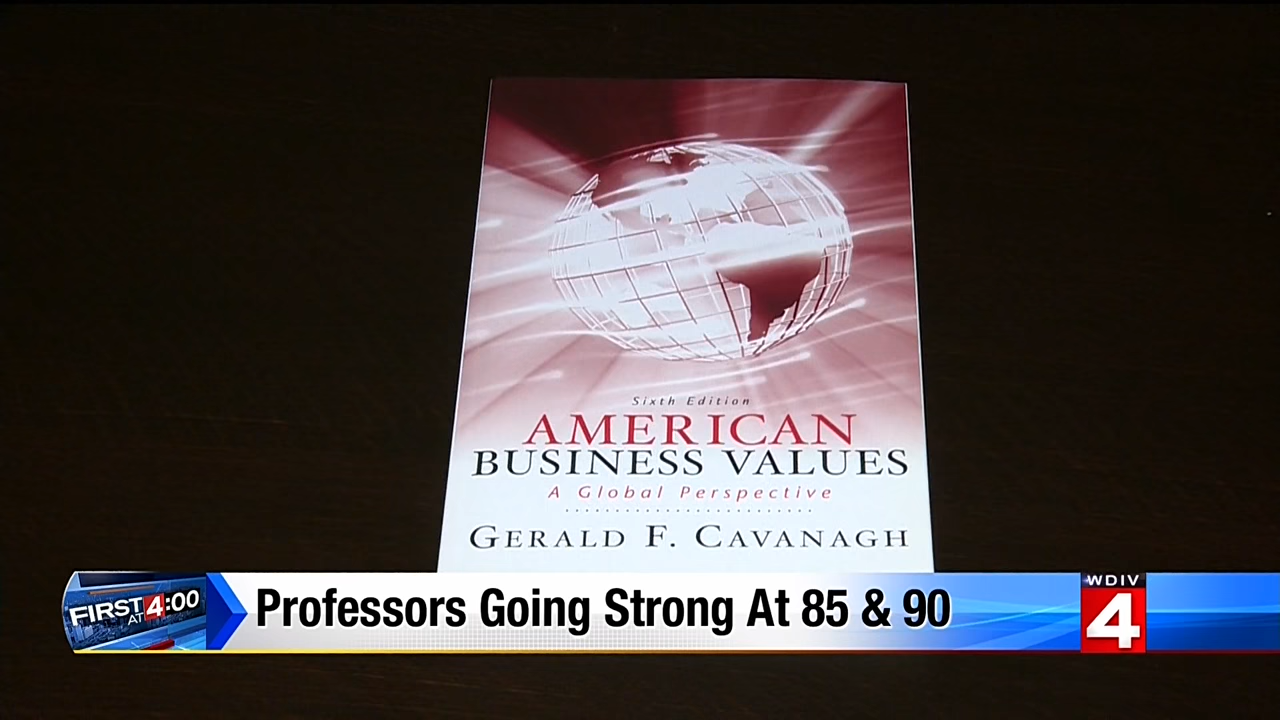 Sixth Edition
AMERICAN
BUSINESS VALUES
A Global Perspective
GERALD F. CAVANAGH
FIRST AT 4:00
Professors Going Strong At 85 & 90
WDIV
4